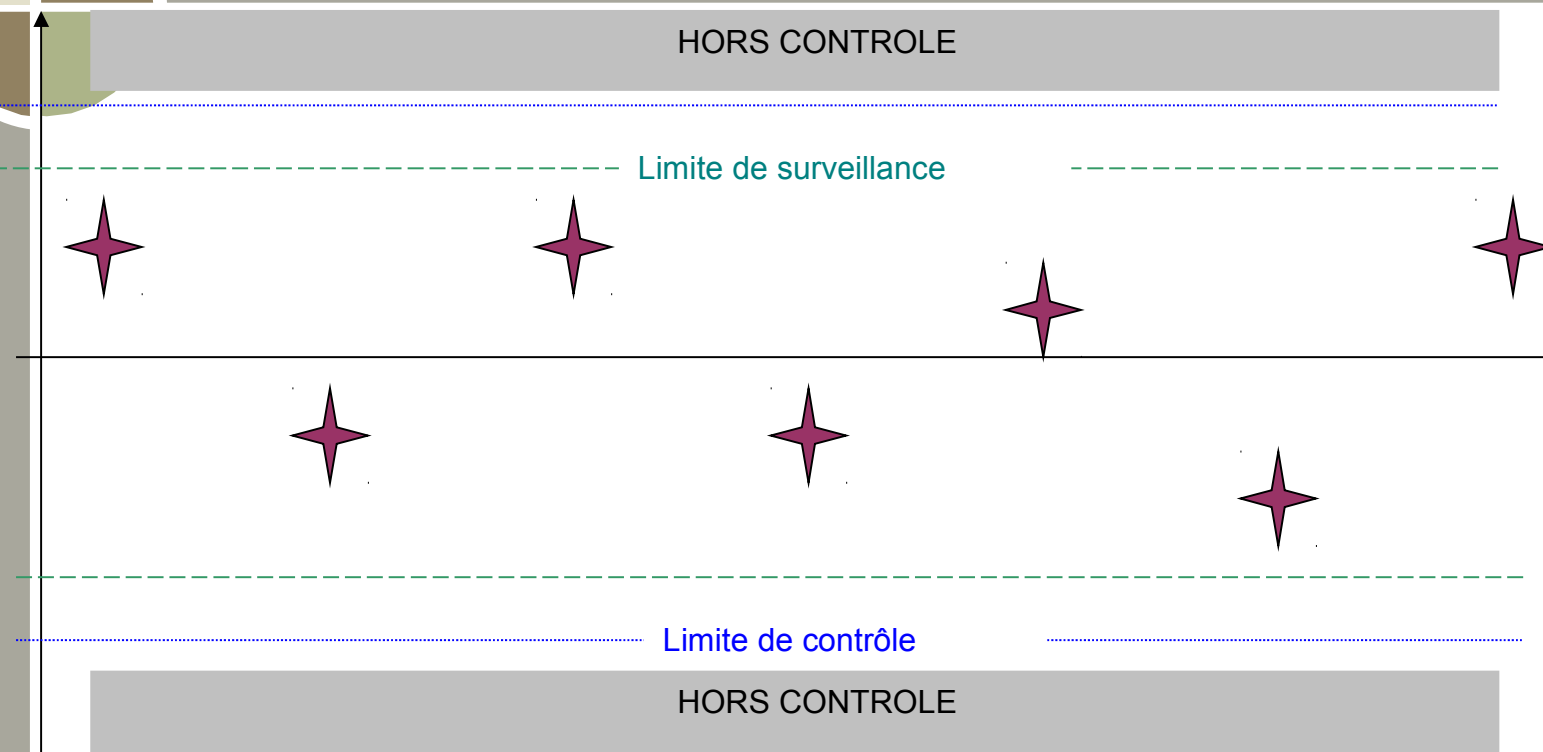 HORS CONTROLE
Limite de surveillance
Limite de contrôle
HORS CONTROLE